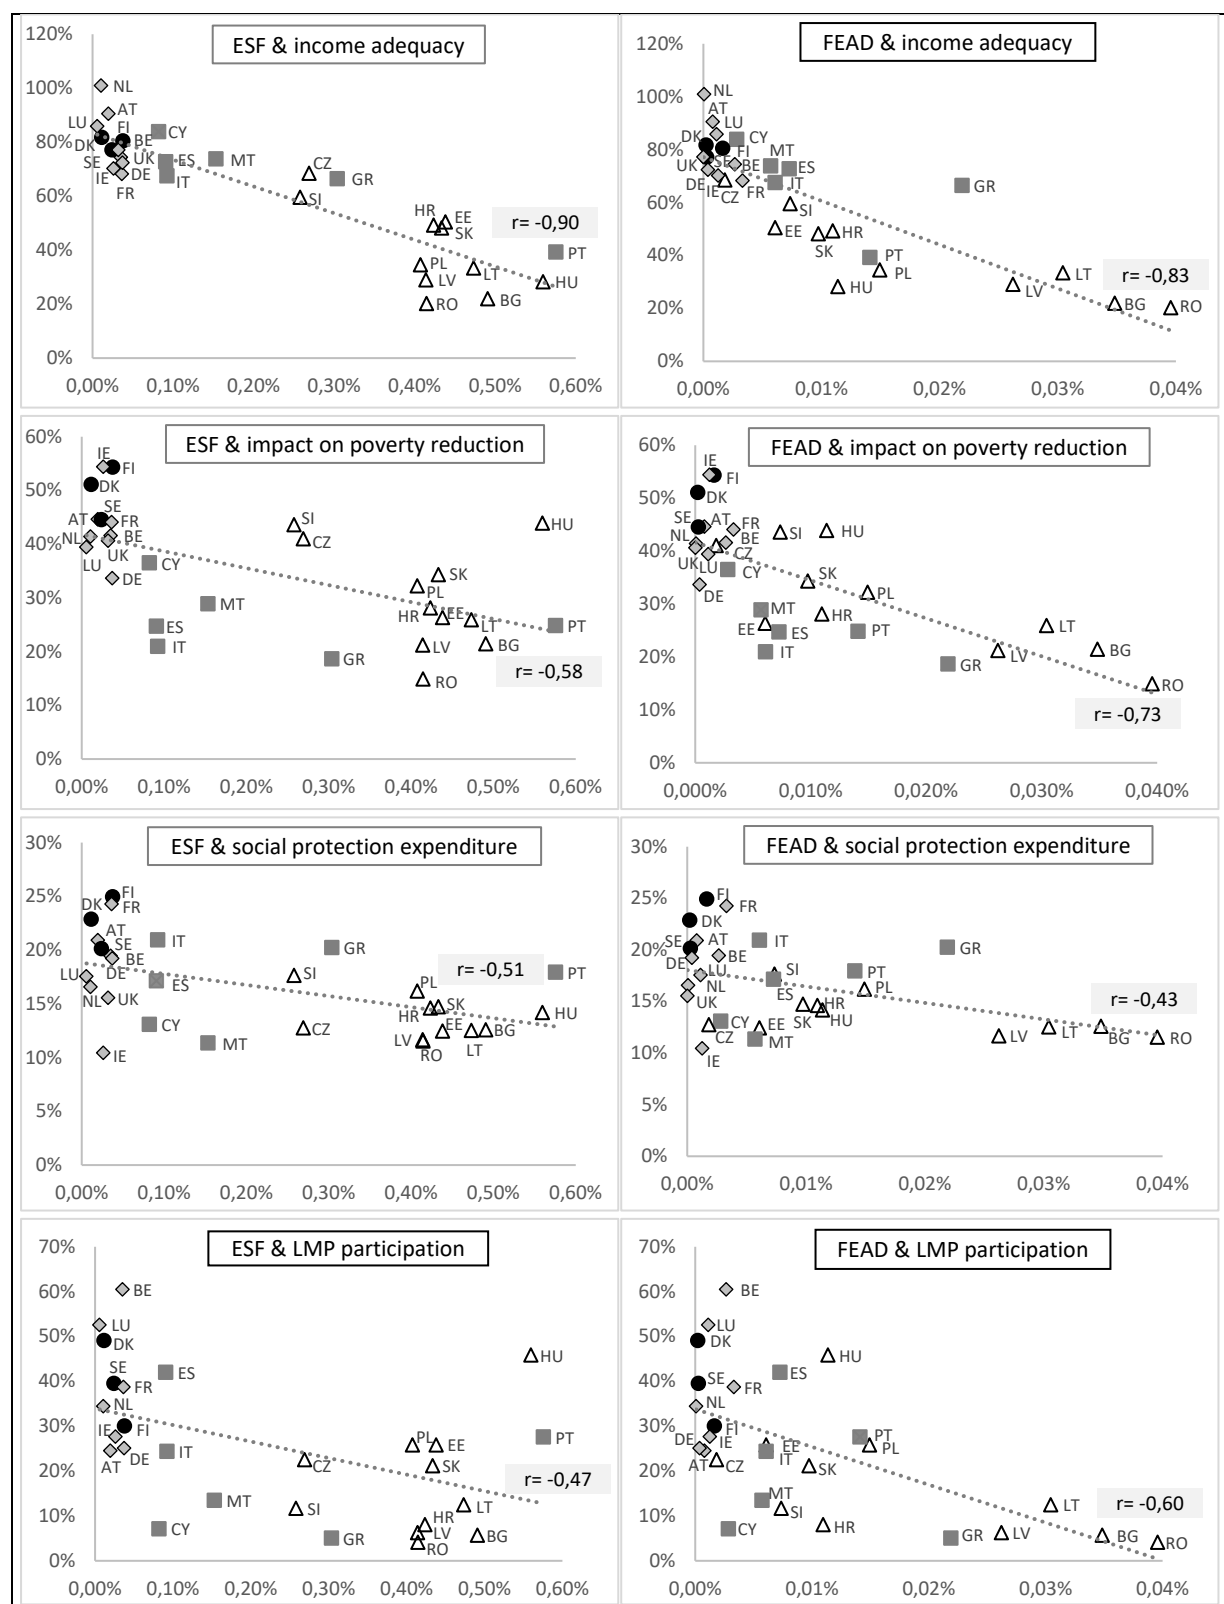 ESF & income adequacy
120%
100%
80%
60%
40%
20%
0%
NL
AT
LU
FI
DK
BE
CY
SE
UK
ES
MT
IE
DE
IT
FR
CZ
GR
SI
HR
EE
SK
r= -0,90
PT
PL
LV
LT
HU
RO
BG
0,00% 0,10% 0,20% 0,30% 0,40% 0,50% 0,60%
FEAD & income adequacy
120%
100%
80%
60%
40%
20%
0%
NL
AT
LU
DK
CY
FI
MT
UK
SE
BE
ES
DE
IE
CZ
FR
IT
GR
SI
EE
SK
HR
PT
PL
HU
LV
LT
r= -0,83
BG
RO
0,00% 0,01% 0,02% 0,03% 0,04%
ESF & impact on poverty reduction
60%
50%
40%
30%
20%
10%
0%
IE
FI
DK
SE
AT
FR
NL
BE
UK
LU
CY
DE
MT
ES
IT
SI
CZ
GR
HU
SK
PL
HR
EE
LT
PT
LV
BG
RO
r= -0,58
0,00% 0,10% 0,20% 0,30% 0,40% 0,50% 0,60%
FEAD & impact on poverty reduction
60%
50%
40%
30%
20%
10%
0%
IE
FI
DK
SE
AT
FR
NL
BE
UK
LU
CZ
CY
DE
SI
HU
SK
PL
MT
HR
EE
ES
PT
IT
GR
LV
LT
BG
RO
r= -0,73
0,000% 0,010% 0,020% 0,030% 0,040%
ESF & social protection expenditure
30%
25%
20%
15%
10%
5%
0%
FI
DK
FR
AT
SE
BE
LU
DE
NL
UK
ES
IT
CY
MT
IE
SI
CZ
GR
r= -0,51
PT
PL
HR
SK
HU
EE
BG
LV
RO
LT
0,00% 0,10% 0,20% 0,30% 0,40% 0,50% 0,60%
FEAD & social protection expenditure
30%
25%
20%
15%
10%
5%
0%
FI
FR
DK
SE
AT
IT
BE
DE
LU
NL
UK
SI
ES
PT
PL
GR
CY
CZ
EE
SK
HR
HU
MT
IE
LV
LT
BG
RO
r= -0,43
0,00% 0,01% 0,02% 0,03% 0,04%
ESF & LMP participation
70%
60%
50%
40%
30%
20%
10%
0%
BE
LU
DK
SE
FR
ES
NL
IE
FI
AT
DE
IT
CZ
MT
SI
CY
GR
HU
PL
EE
SK
PT
r= -0,47
LT
HR
LV
RO
BG
0,00% 0,10% 0,20% 0,30% 0,40% 0,50% 0,60%
FEAD & LMP participation
70%
60%
50%
40%
30%
20%
10%
0%
BE
LU
DK
HU
ES
SE
FR
NL
FI
DE
IE
AT
CZ
EE
IT
PT
PL
SK
MT
SI
CY
HR
GR
LV
LT
r= -0,60
BG
RO
0,00% 0,01% 0,02% 0,03% 0,04%